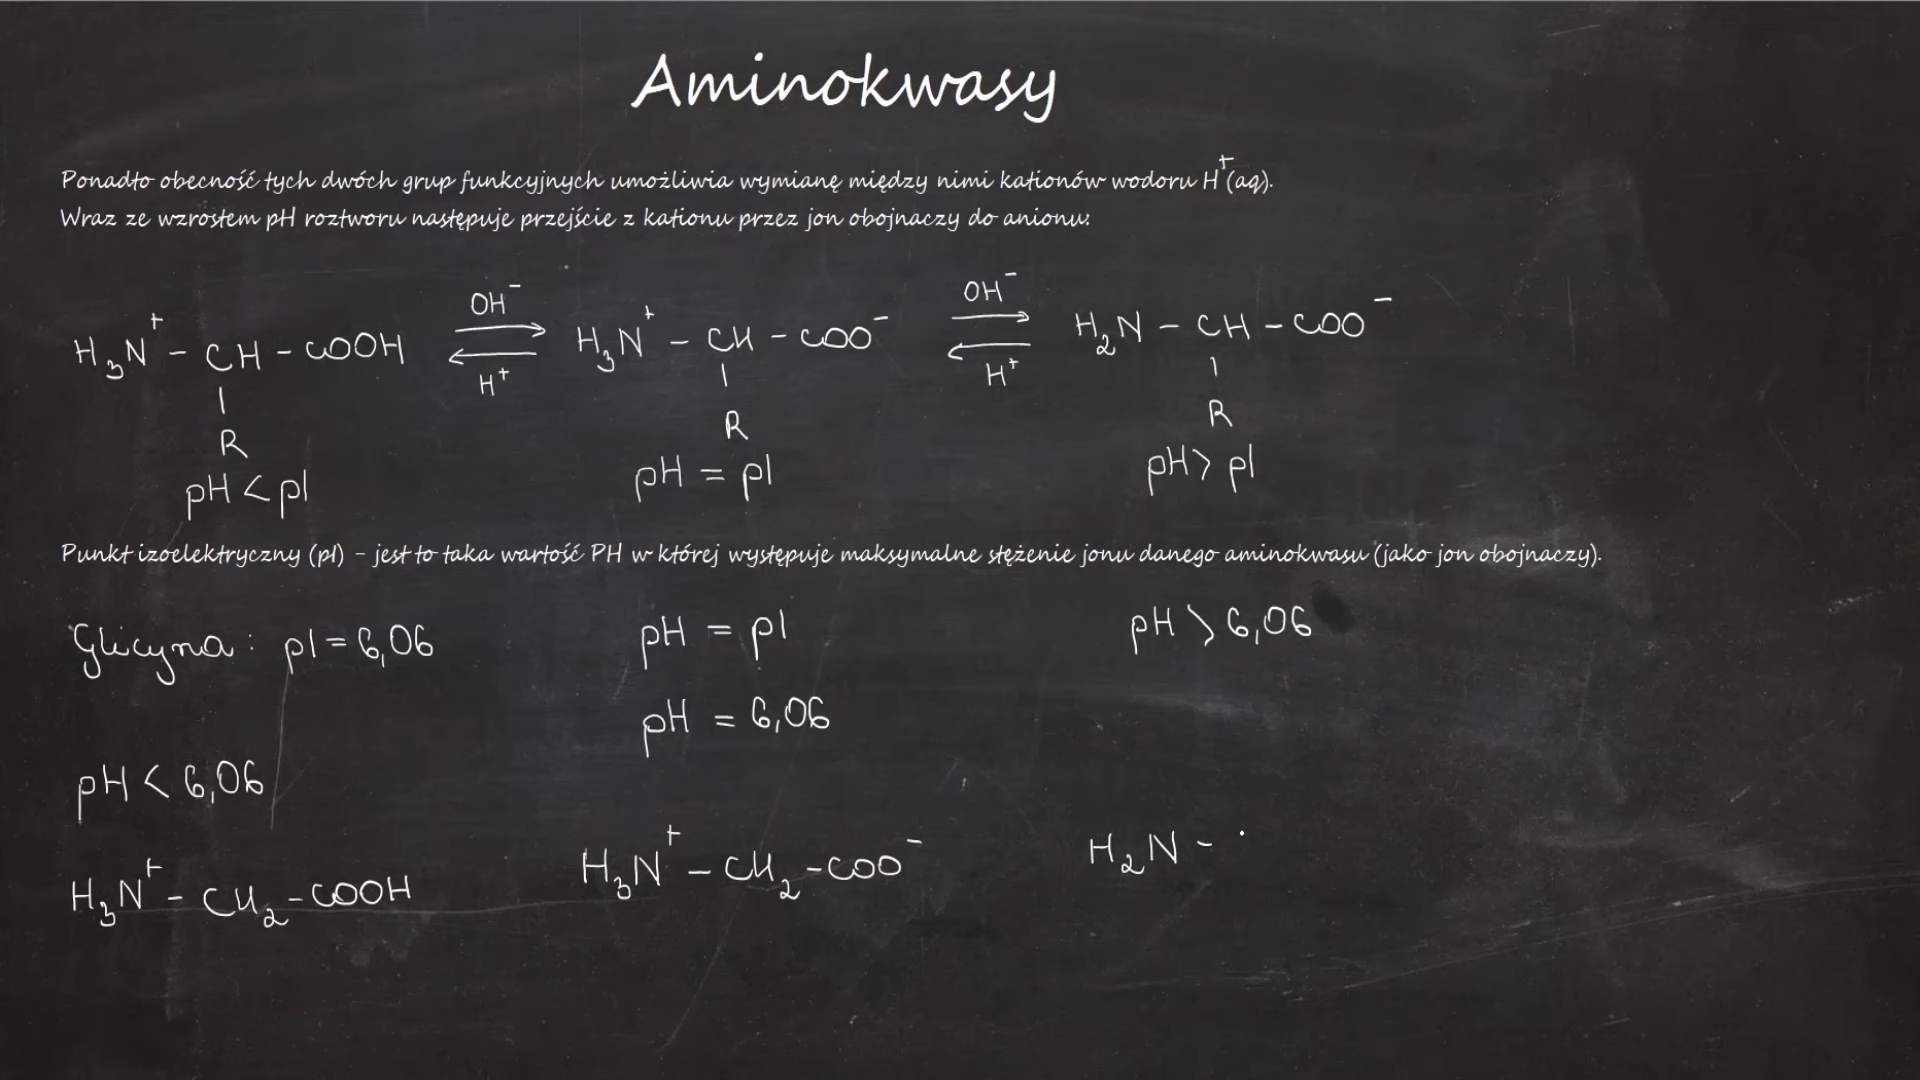 Aminokwasy
Ponadto obecność tych dwóch grup funkcyjnych umożliwia wymianę między nimi kationów wodoru H⁺(aq).
Wraz ze wzrostem pH roztworu następuje przejście z kationu przez jon obojnaczy do anionu:
H₃N⁺ - CH - COOH ⇌ H₃N⁺ - CH - COO⁻ ⇌ H₂N - CH - COO⁻
OH⁻ OH⁻
H⁺ H⁺
R R R
pH < pI pH = pI pH > pI
Punkt izoelektryczny (pI) - jest to taka wartość PH w której występuje maksymalne stężenie jonu danego aminokwasu (jako jon obojnaczy).
Glicyna: pI = 6,06 pH = pI pH > 6,06
pH = 6,06
pH < 6,06
H₃N⁺ - CH₂ - COOH H₃N⁺ - CH₂ - COO⁻ H₂N -